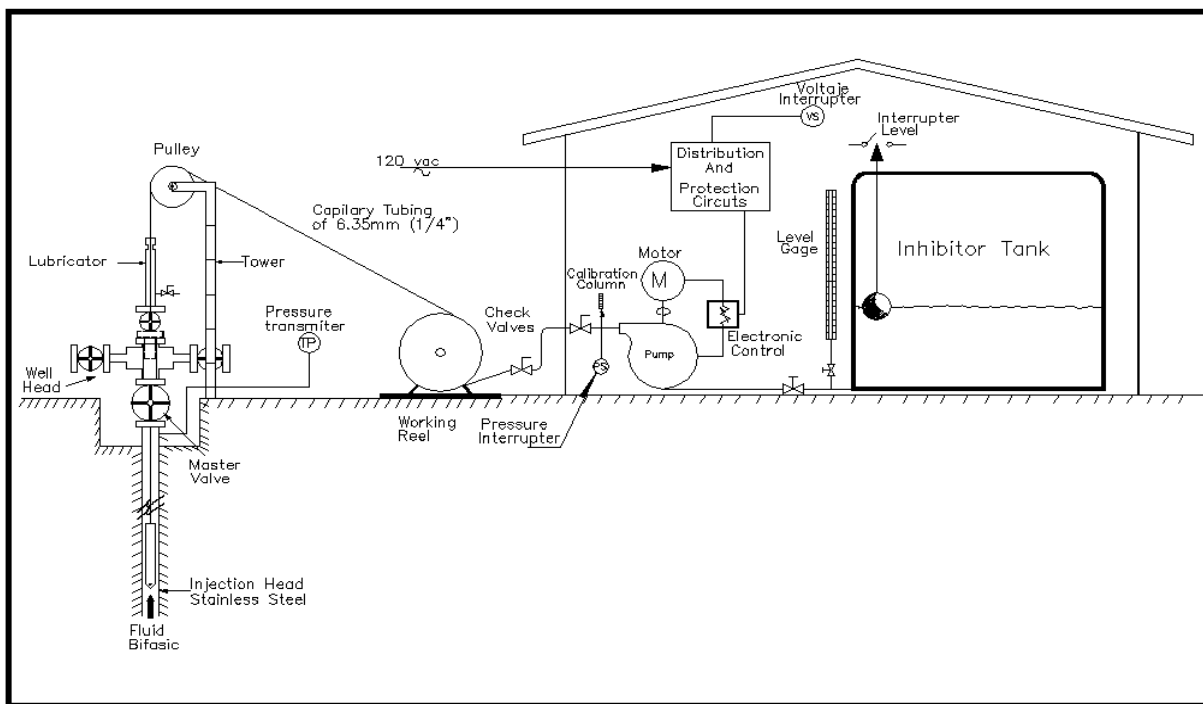 Voltaje
Interrupter
VS
Interrupter
Level
120 vac
Distribution
And
Protection
Circuts
Pulley
Capilary Tubing
of 6.35mm (1/4")
Lubricator
Tower
Level
Gage
Inhibitor Tank
Motor
M
Calibration
Column
Pressure
transmiter
TP
Check
Valves
Electronic
Control
Pump
PS
Well
Head
Working
Reel
Pressure
Interrupter
Master
Valve
Injection Head
Stainless Steel
Fluid
Bifasic